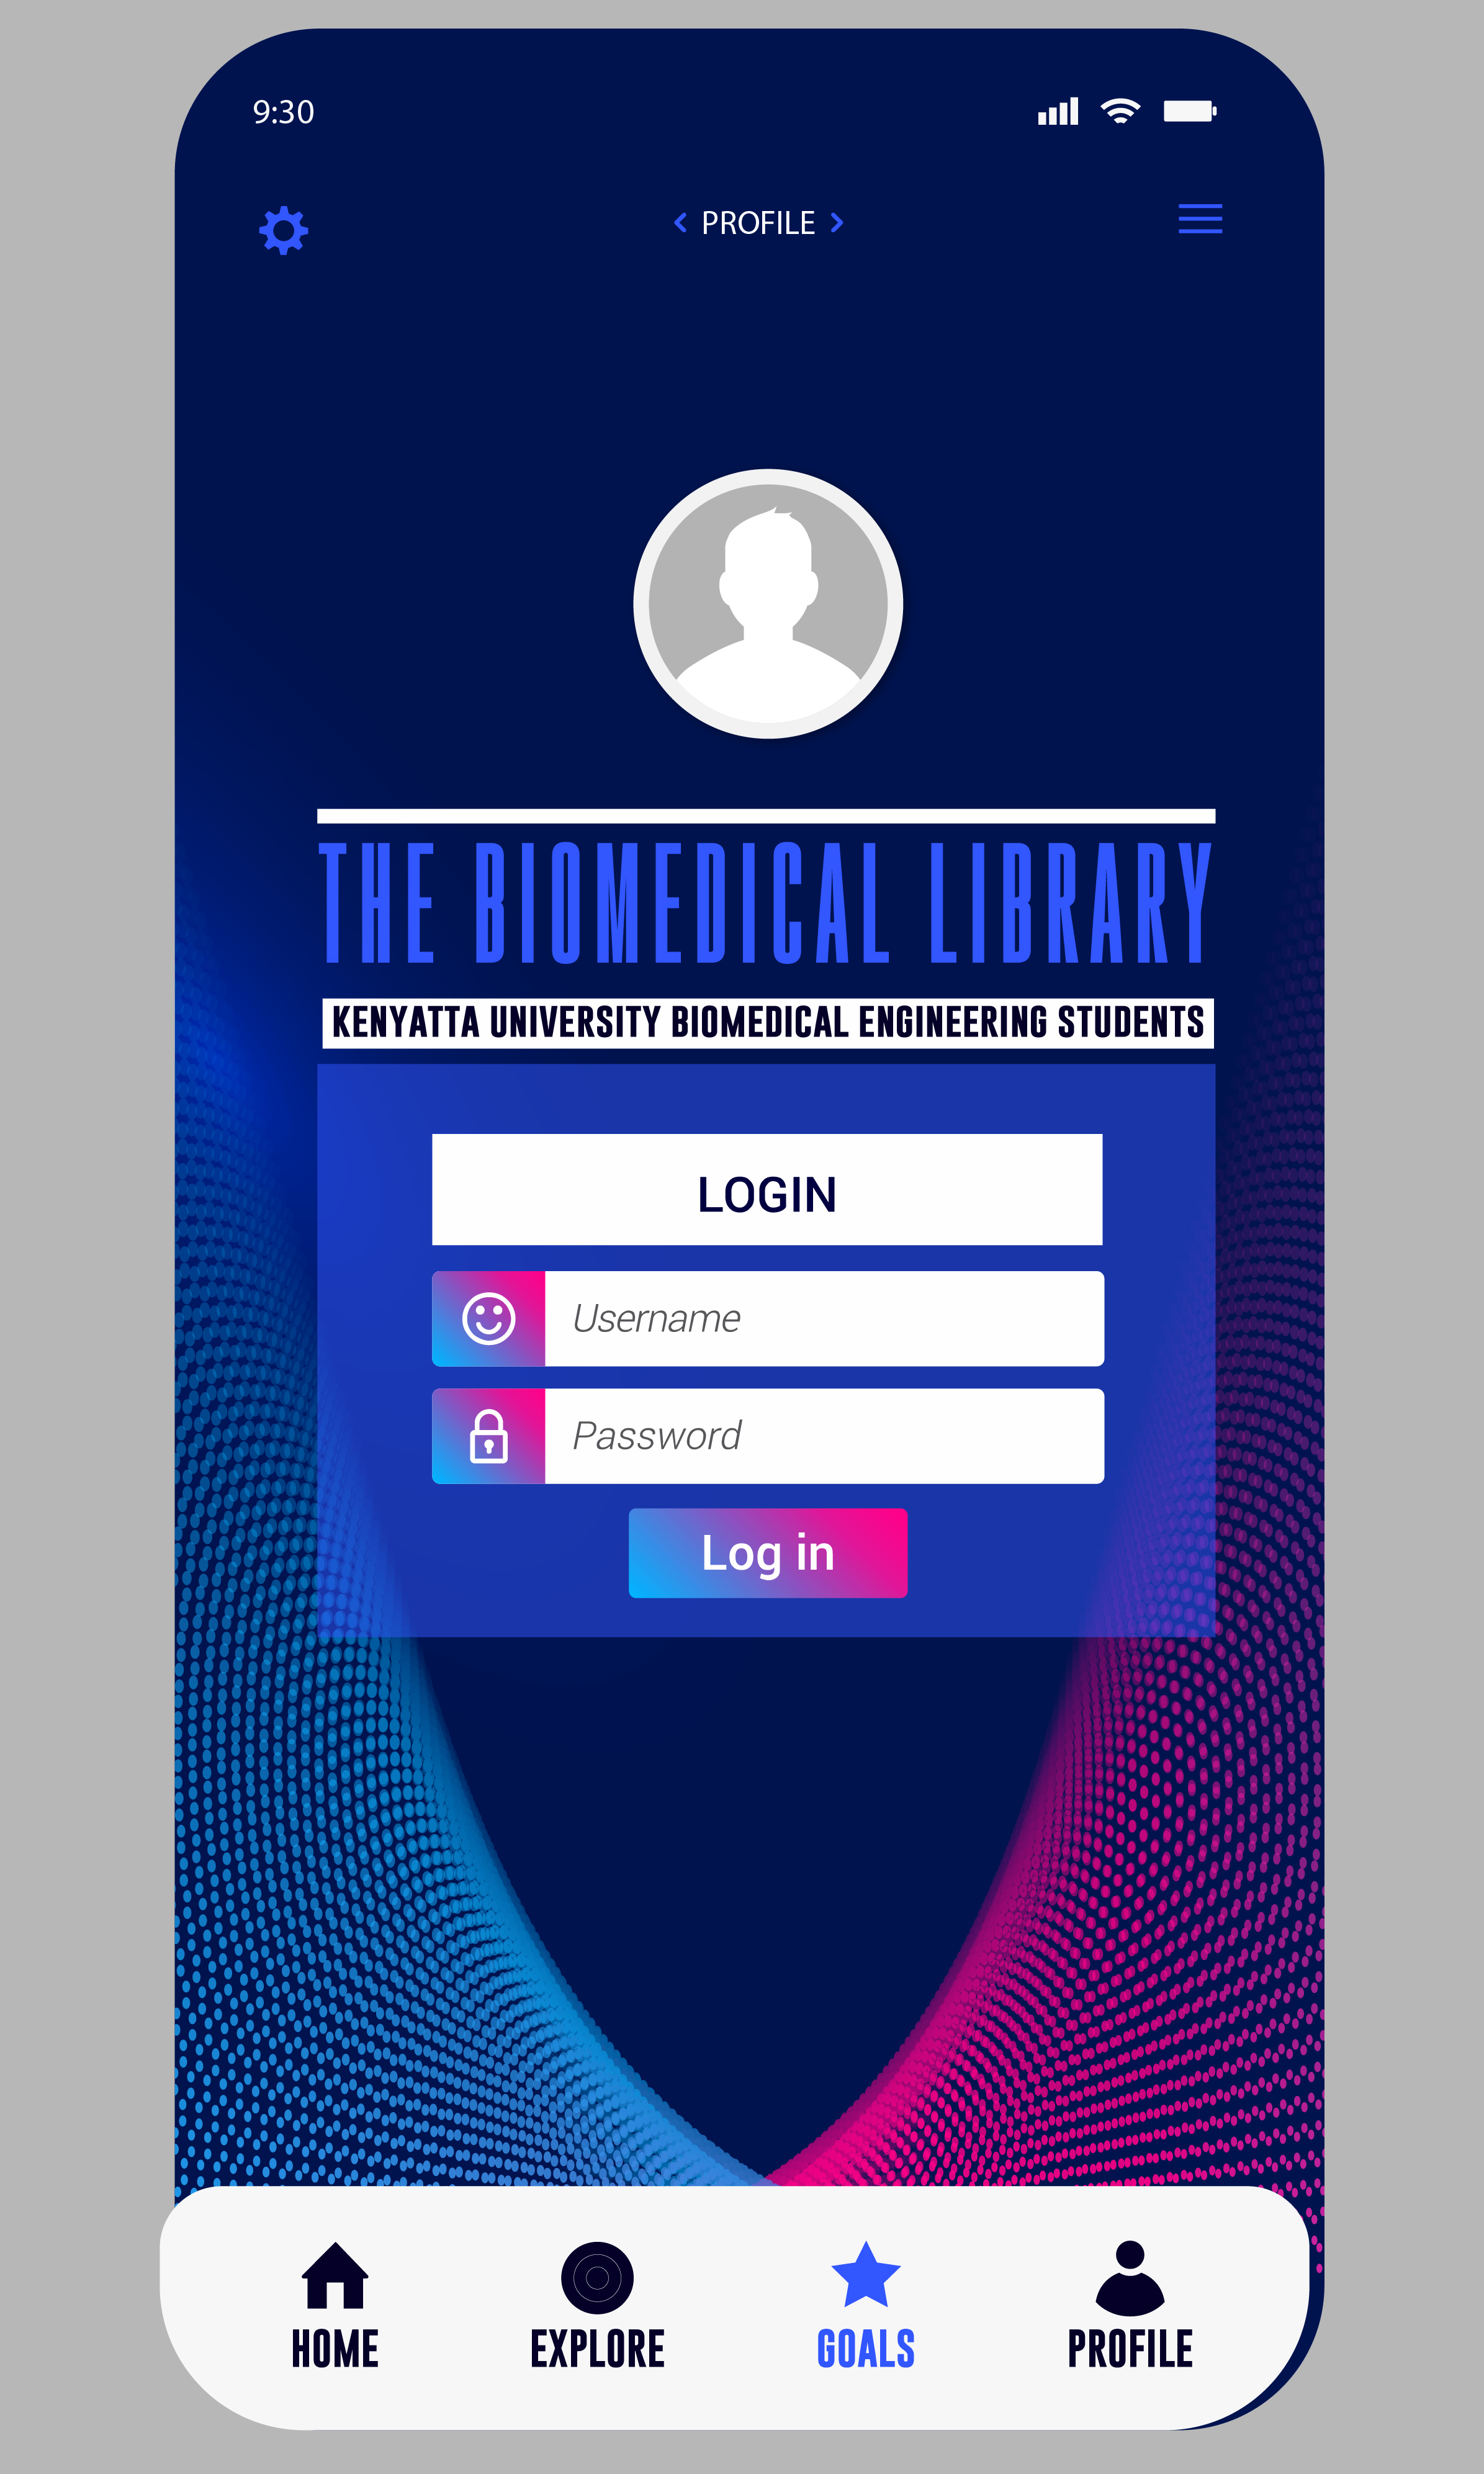 9:30
PROFILE
THE BIOMEDICAL LIBRARY
KENYATTA UNIVERSITY BIOMEDICAL ENGINEERING STUDENTS
LOGIN
Username
Password
Log in
HOME EXPLORE GOALS PROFILE